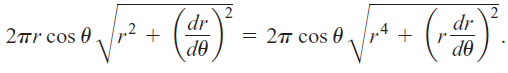 2πr cos θ √(r² + (dr/dθ)²) = 2π cos θ √(r⁴ + (r dr/dθ)²).